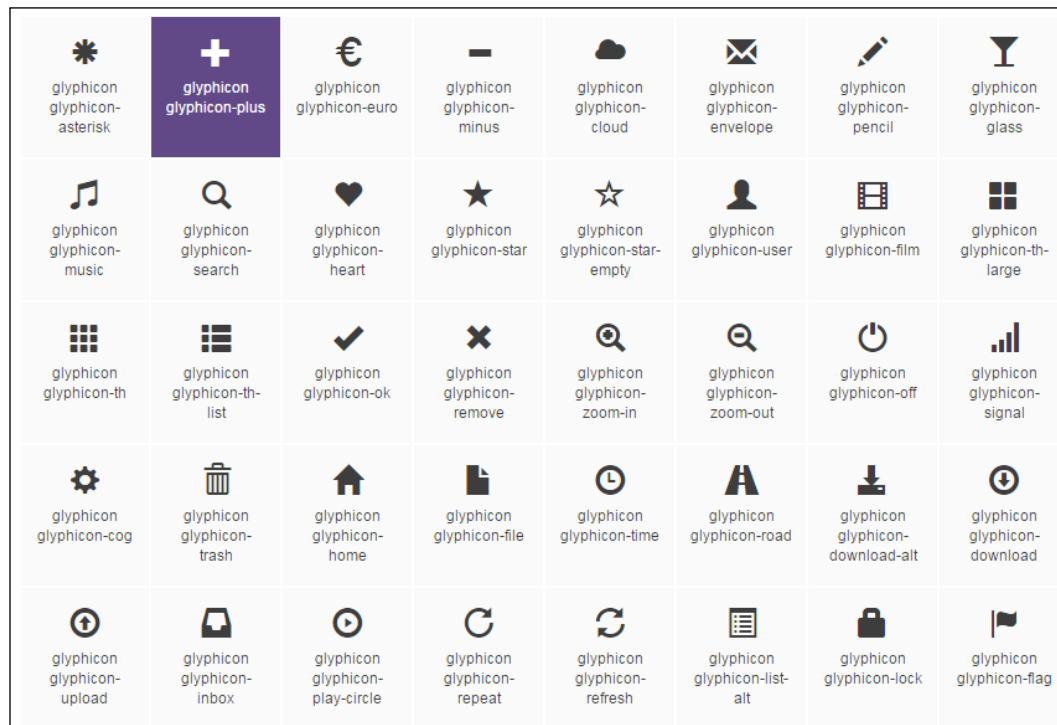 glyphicon
glyphicon-
asterisk
glyphicon
glyphicon-plus
glyphicon
glyphicon-euro
glyphicon
glyphicon-
minus
glyphicon
glyphicon-
cloud
glyphicon
glyphicon-
envelope
glyphicon
glyphicon-
pencil
glyphicon
glyphicon-
glass
glyphicon
glyphicon-
music
glyphicon
glyphicon-
search
glyphicon
glyphicon-
heart
glyphicon
glyphicon-star
glyphicon
glyphicon-star-
empty
glyphicon
glyphicon-user
glyphicon
glyphicon-film
glyphicon
glyphicon-th-
large
glyphicon
glyphicon-th
glyphicon
glyphicon-th-
list
glyphicon
glyphicon-ok
glyphicon
glyphicon-
remove
glyphicon
glyphicon-
zoom-in
glyphicon
glyphicon-
zoom-out
glyphicon
glyphicon-off
glyphicon
glyphicon-
signal
glyphicon
glyphicon-cog
glyphicon
glyphicon-
trash
glyphicon
glyphicon-
home
glyphicon
glyphicon-file
glyphicon
glyphicon-time
glyphicon
glyphicon-road
glyphicon
glyphicon-
download-alt
glyphicon
glyphicon-
download
glyphicon
glyphicon-
upload
glyphicon
glyphicon-
inbox
glyphicon
glyphicon-
play-circle
glyphicon
glyphicon-
repeat
glyphicon
glyphicon-
refresh
glyphicon
glyphicon-list-
alt
glyphicon
glyphicon-lock
glyphicon
glyphicon-flag